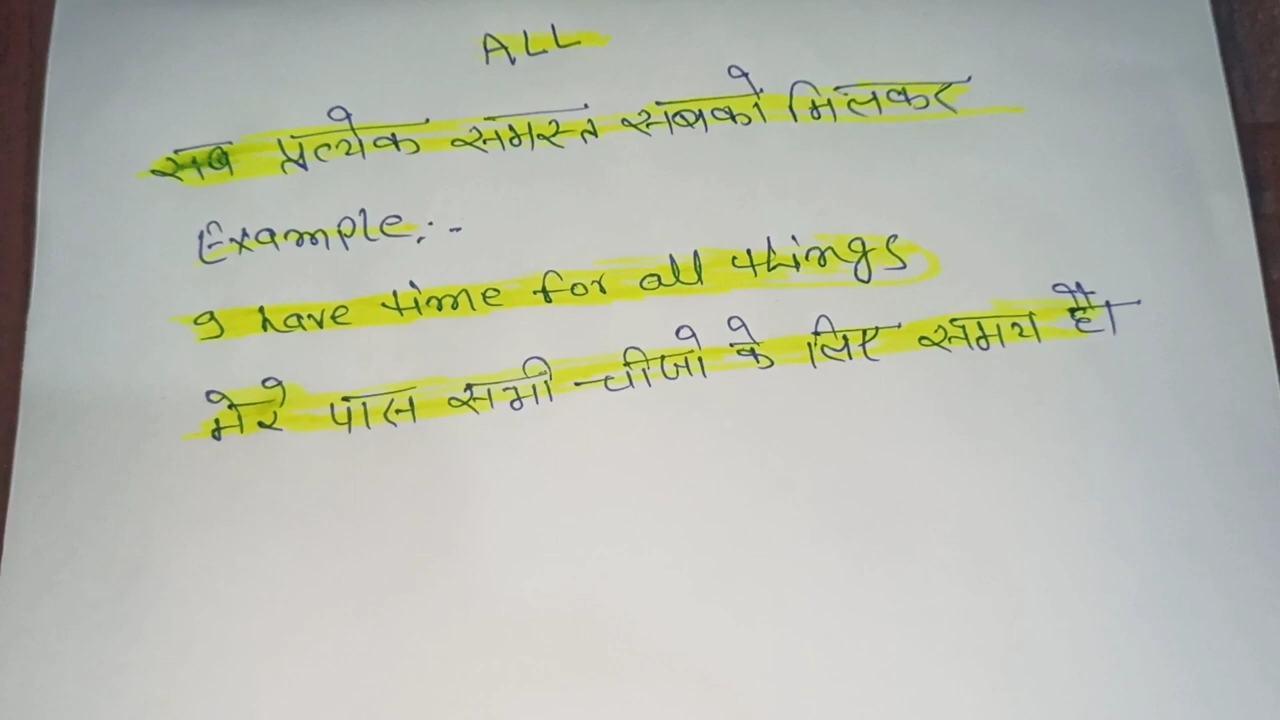 ALL
सब प्रत्येक समस्त सबको मिलकर
Example:-
I have time for all things
मेरे पास सभी चीजो के लिए समय है।